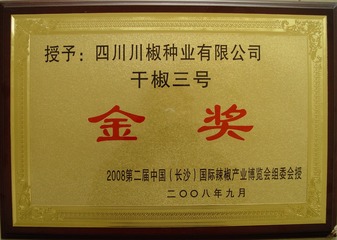 授予：四川川椒种业有限公司
干椒三号
金奖
2008第二届中国（长沙）国际辣椒产业博览会组委会授
二〇〇八年九月